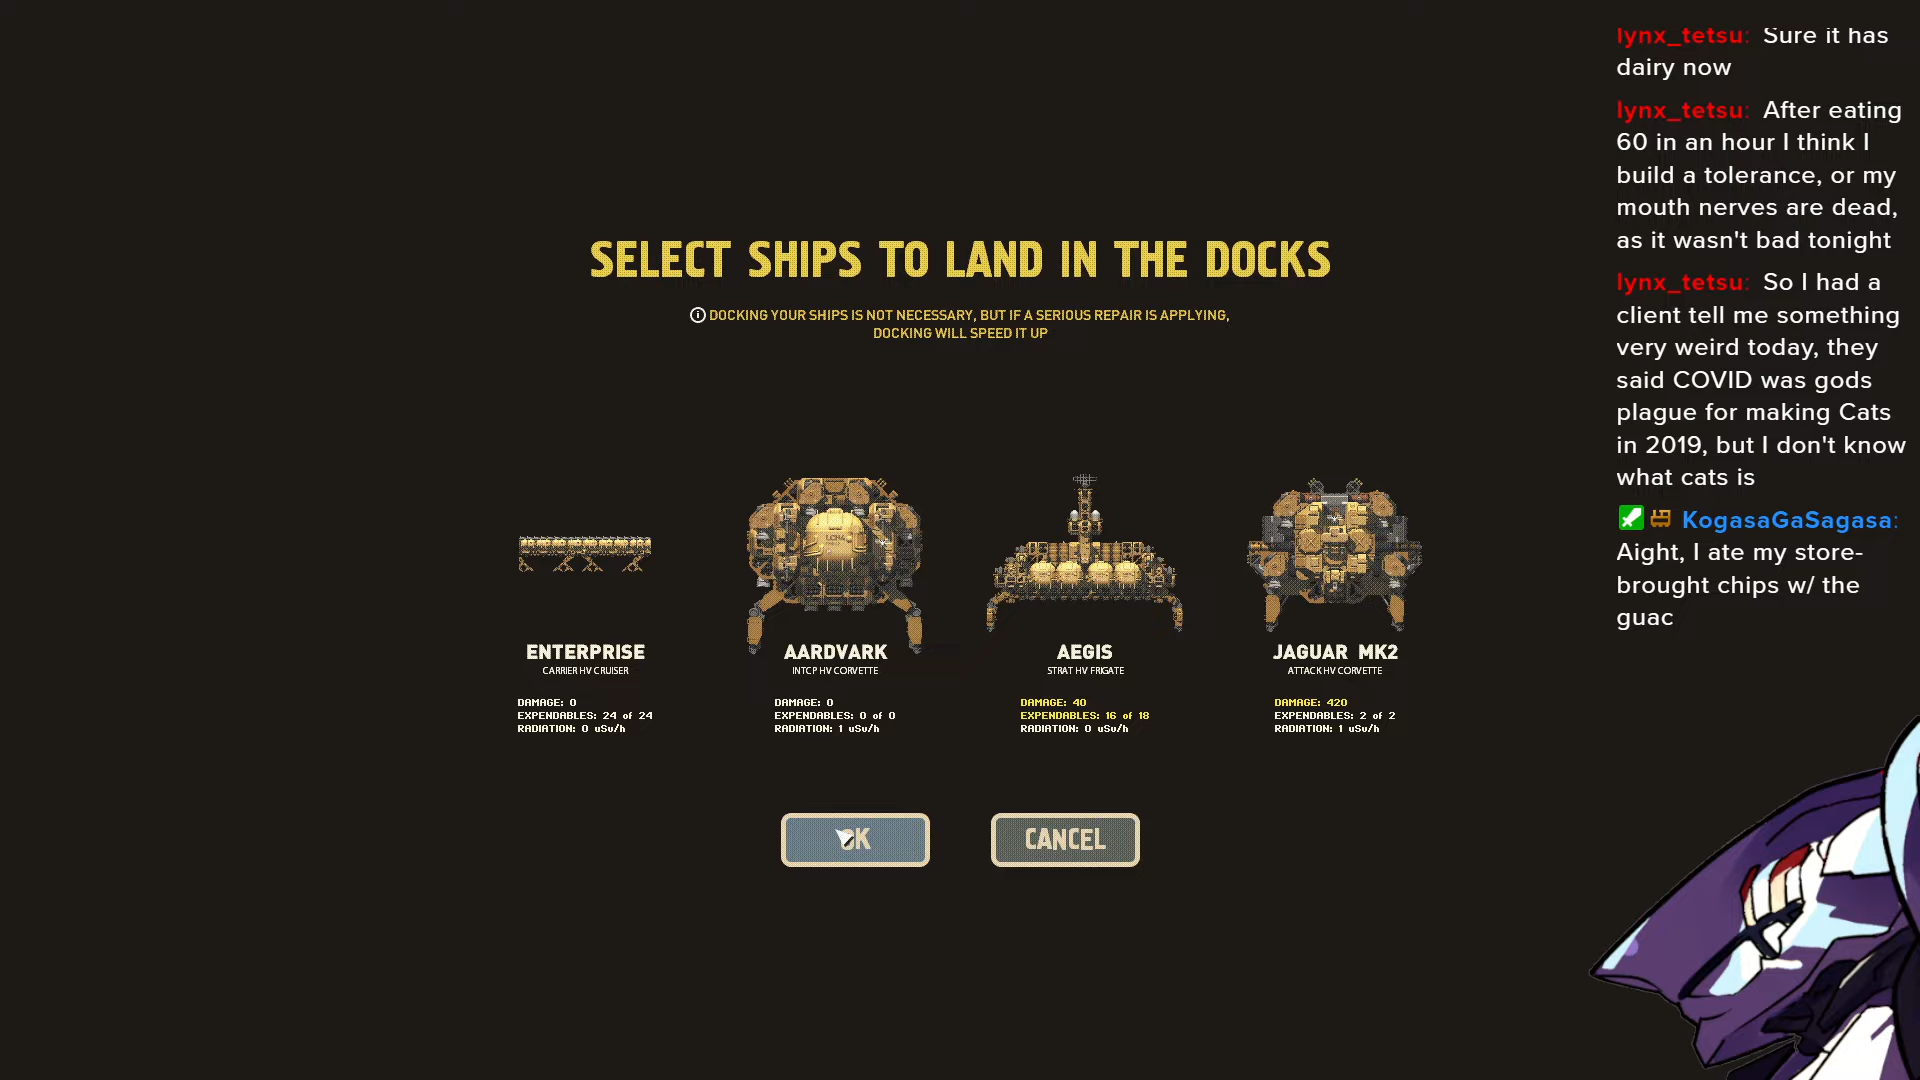 SELECT SHIPS TO LAND IN THE DOCKS
DOCKING YOUR SHIPS IS NOT NECESSARY, BUT IF A SERIOUS REPAIR IS APPLYING,
DOCKING WILL SPEED IT UP
ENTERPRISE
CARRIER HV CRUISER
DAMAGE: 0
EXPENDABLES: 24 of 24
RADIATION: 0 uSv/h
AARDVARK
INTCP HV CORVETTE
DAMAGE: 0
EXPENDABLES: 0 of 0
RADIATION: 1 uSv/h
AEGIS
STRAT HV FRIGATE
DAMAGE: 40
EXPENDABLES: 16 of 18
RADIATION: 0 uSv/h
JAGUAR MK2
ATTACK HV CORVETTE
DAMAGE: 420
EXPENDABLES: 2 of 2
RADIATION: 1 uSv/h
OK
CANCEL
lynx_tetsu: Sure it has
dairy now
lynx_tetsu: After eating
60 in an hour I think I
build a tolerance, or my
mouth nerves are dead,
as it wasn't bad tonight
lynx_tetsu: So I had a
client tell me something
very weird today, they
said COVID was gods
plague for making Cats
in 2019, but I don't know
what cats is
KogasaGaSagasa:
Aight, I ate my store-
brought chips w/ the
guac